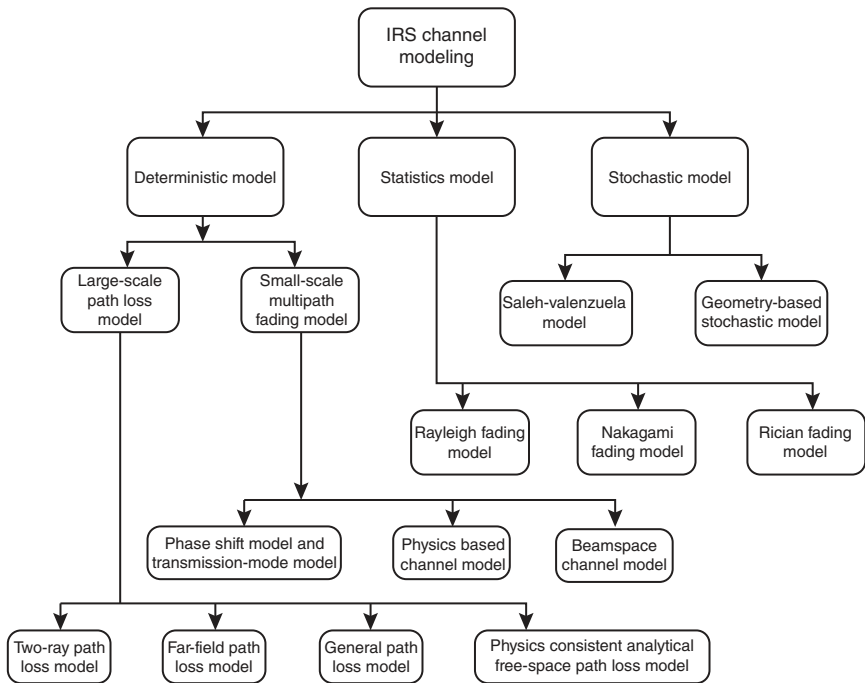 IRS channel
modeling
Deterministic model
Statistics model
Stochastic model
Large-scale
path loss
model
Small-scale
multipath
fading model
Saleh-valenzuela
model
Geometry-based
stochastic model
Rayleigh fading
model
Nakagami
fading model
Rician fading
model
Phase shift model and
transmission-mode model
Physics based
channel model
Beamspace
channel model
Two-ray path
loss model
Far-field path
loss model
General path
loss model
Physics consistent analytical
free-space path loss model